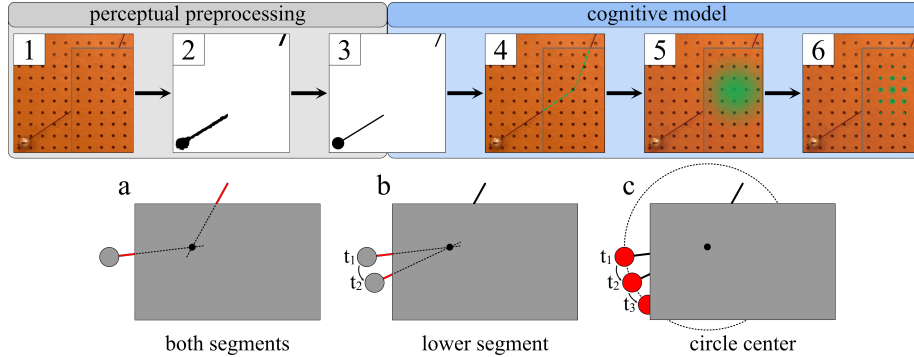 perceptual preprocessing
cognitive model
1
2
3
4
5
6
a
b
c
t1
t2
t1
t2
t3
both segments
lower segment
circle center